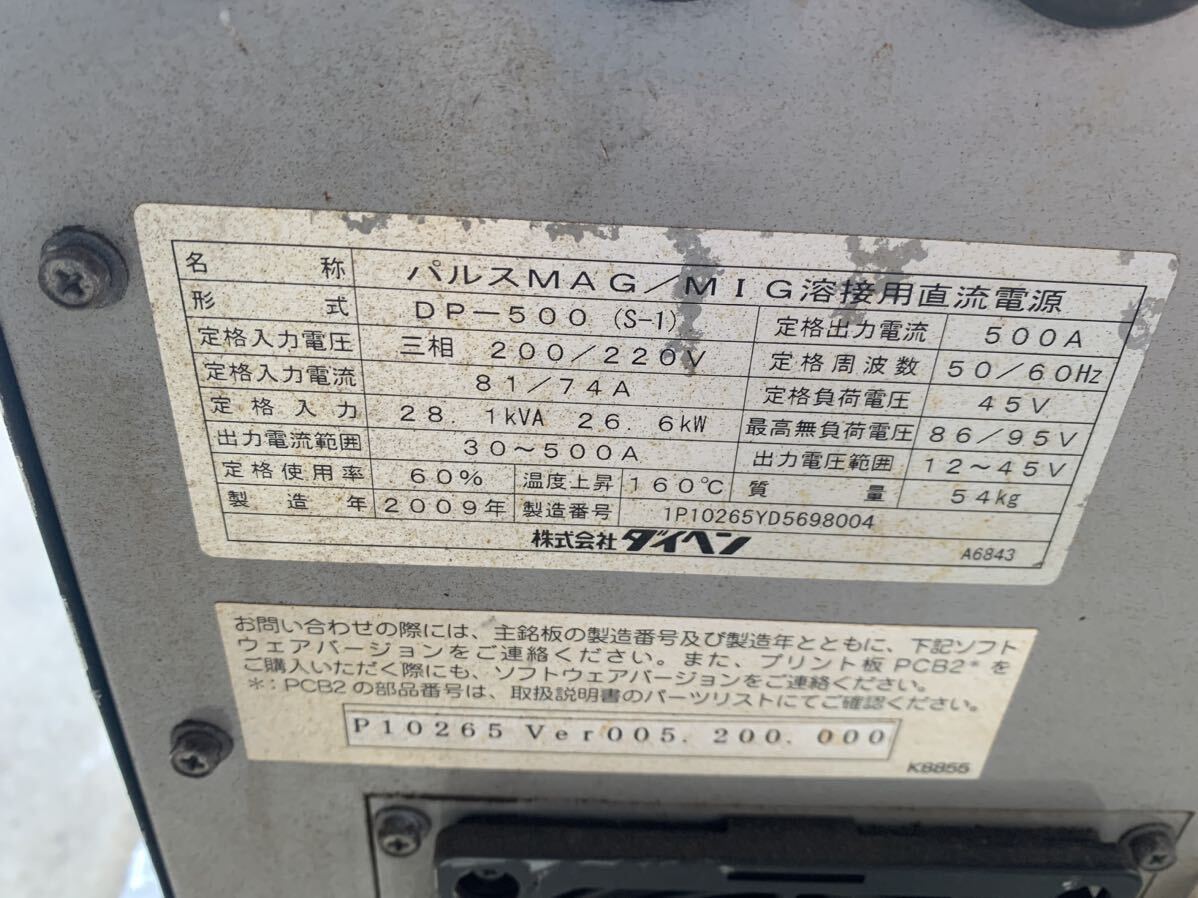 名称 パルスMAG/MIG溶接用直流電源
形式 DP-500 (S-1) 定格出力電流 500A
定格入力電圧 三相 200/220V 定格周波数 50/60Hz
定格入力電流 81/74A 定格負荷電圧 45V
定格入力 28.1kVA 26.6kW 最高無負荷電圧 86/95V
出力電流範囲 30~500A 出力電圧範囲 12~45V
定格使用率 60% 温度上昇 160℃ 質量 54kg
製造年 2009年 製造番号 1P10265YD5698004
株式会社ダイヘン A6843
お問い合わせの際には、主銘板の製造番号及び製造年とともに、下記ソフト
ウェアバージョンをご連絡ください。また、プリント板PCB2*を
ご購入いただく際にも、ソフトウェアバージョンをご連絡ください。
*:PCB2の部品番号は、取扱説明書のパーツリストにてご確認ください。
P10265 Ver005.200.000
K8855